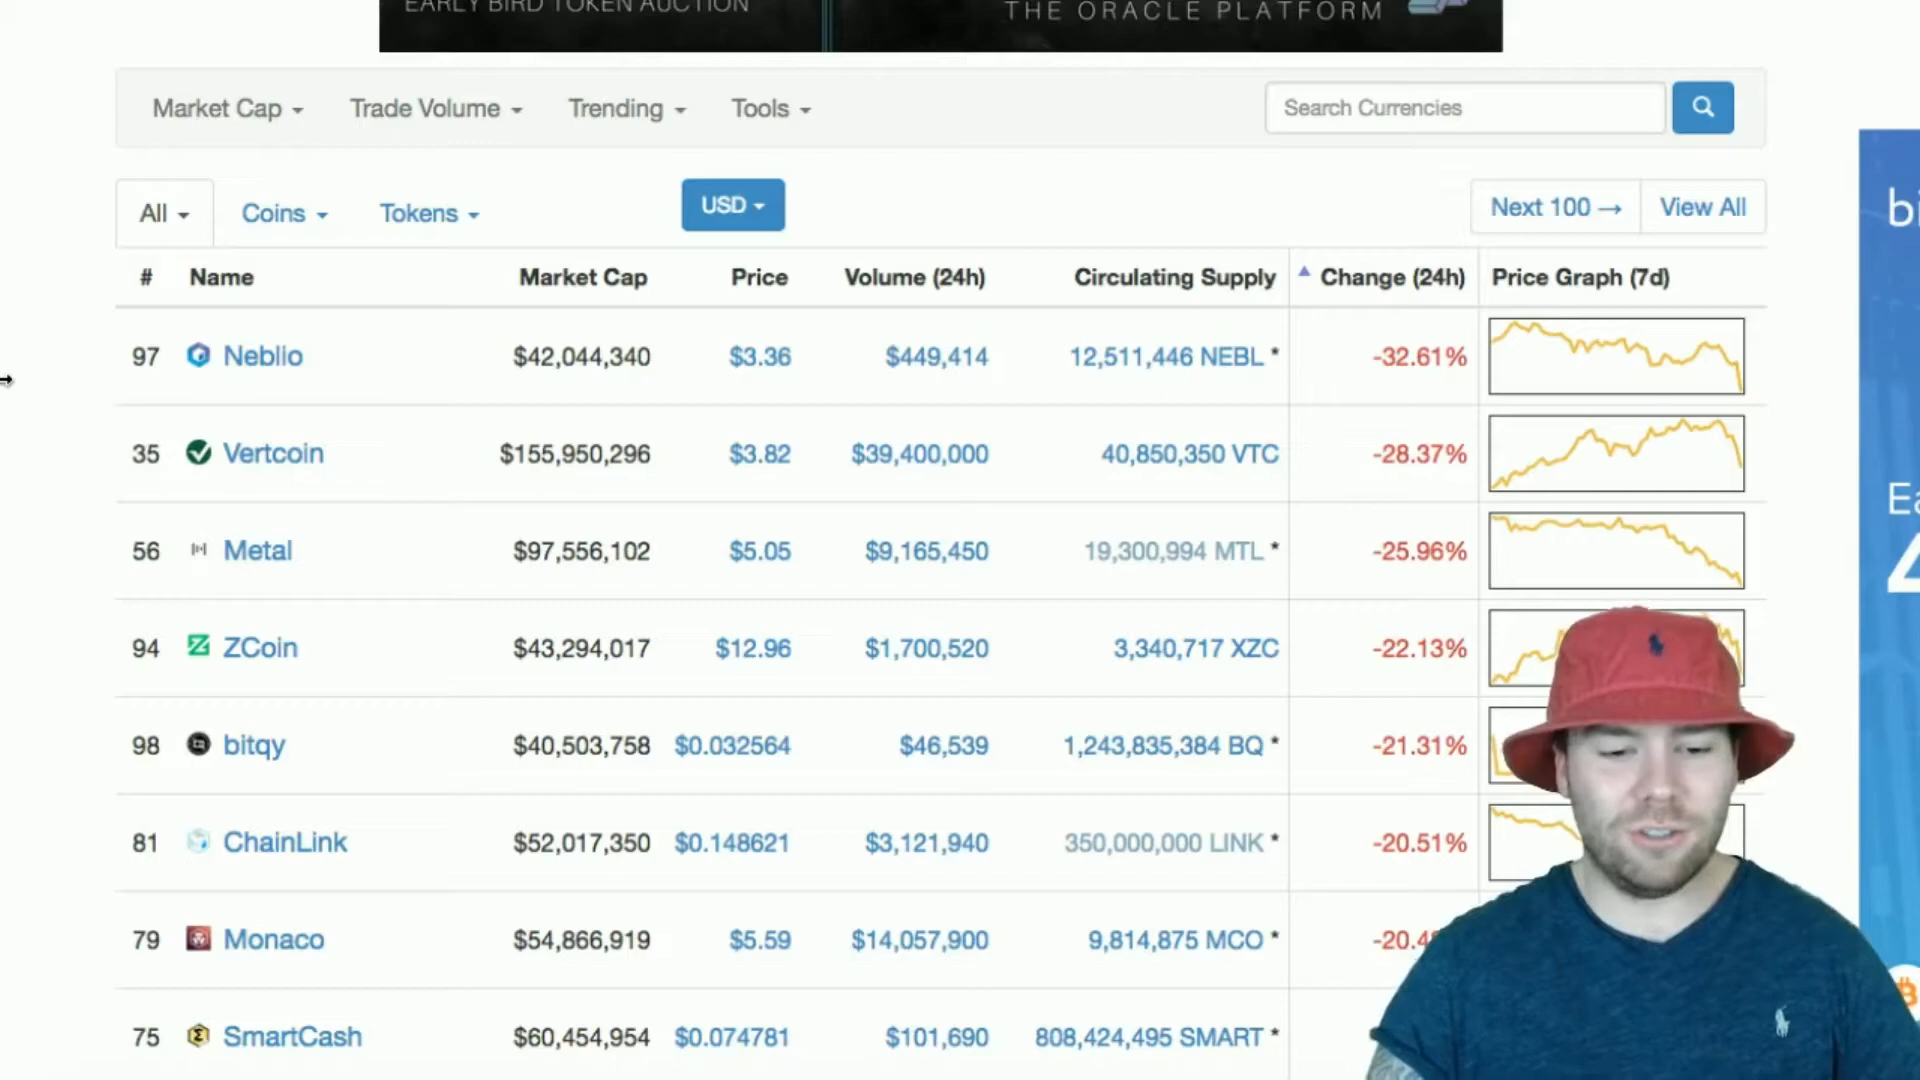 EARLY BIRD TOKEN AUCTION
THE ORACLE PLATFORM
Market Cap Trade Volume Trending Tools Search Currencies
All Coins Tokens USD Next 100 → View All
# Name Market Cap Price Volume (24h) Circulating Supply Change (24h) Price Graph (7d)
97 Neblio $42,044,340 $3.36 $449,414 12,511,446 NEBL * -32.61%
35 Vertcoin $155,950,296 $3.82 $39,400,000 40,850,350 VTC -28.37%
56 Metal $97,556,102 $5.05 $9,165,450 19,300,994 MTL * -25.96%
94 ZCoin $43,294,017 $12.96 $1,700,520 3,340,717 XZC -22.13%
98 bitqy $40,503,758 $0.032564 $46,539 1,243,835,384 BQ * -21.31%
81 ChainLink $52,017,350 $0.148621 $3,121,940 350,000,000 LINK * -20.51%
79 Monaco $54,866,919 $5.59 $14,057,900 9,814,875 MCO * -20.4
75 SmartCash $60,454,954 $0.074781 $101,690 808,424,495 SMART *